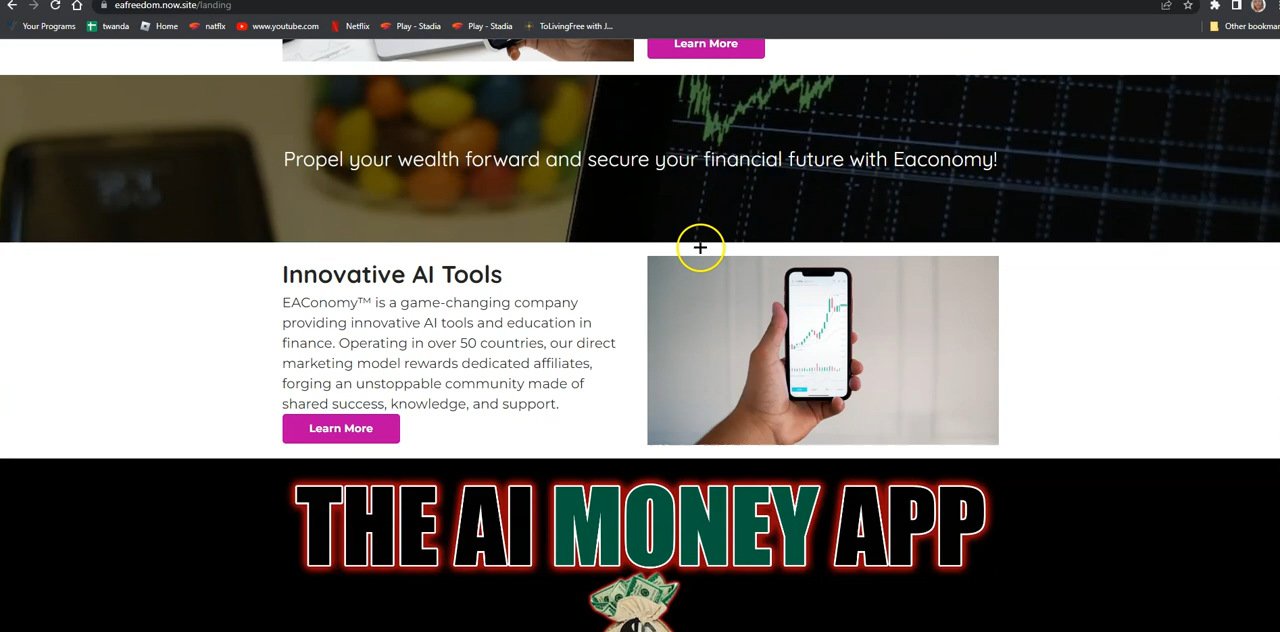 eafreedom.now.site/landing
Your Programs twanda Home natflx www.youtube.com Netflix Play - Stadia Play - Stadia ToLivingFree with J... Other bookmar
Learn More
Propel your wealth forward and secure your financial future with Eaconomy!
Innovative AI Tools
EAConomy™ is a game-changing company
providing innovative AI tools and education in
finance. Operating in over 50 countries, our direct
marketing model rewards dedicated affiliates,
forging an unstoppable community made of
shared success, knowledge, and support.
Learn More
THE AI MONEY APP